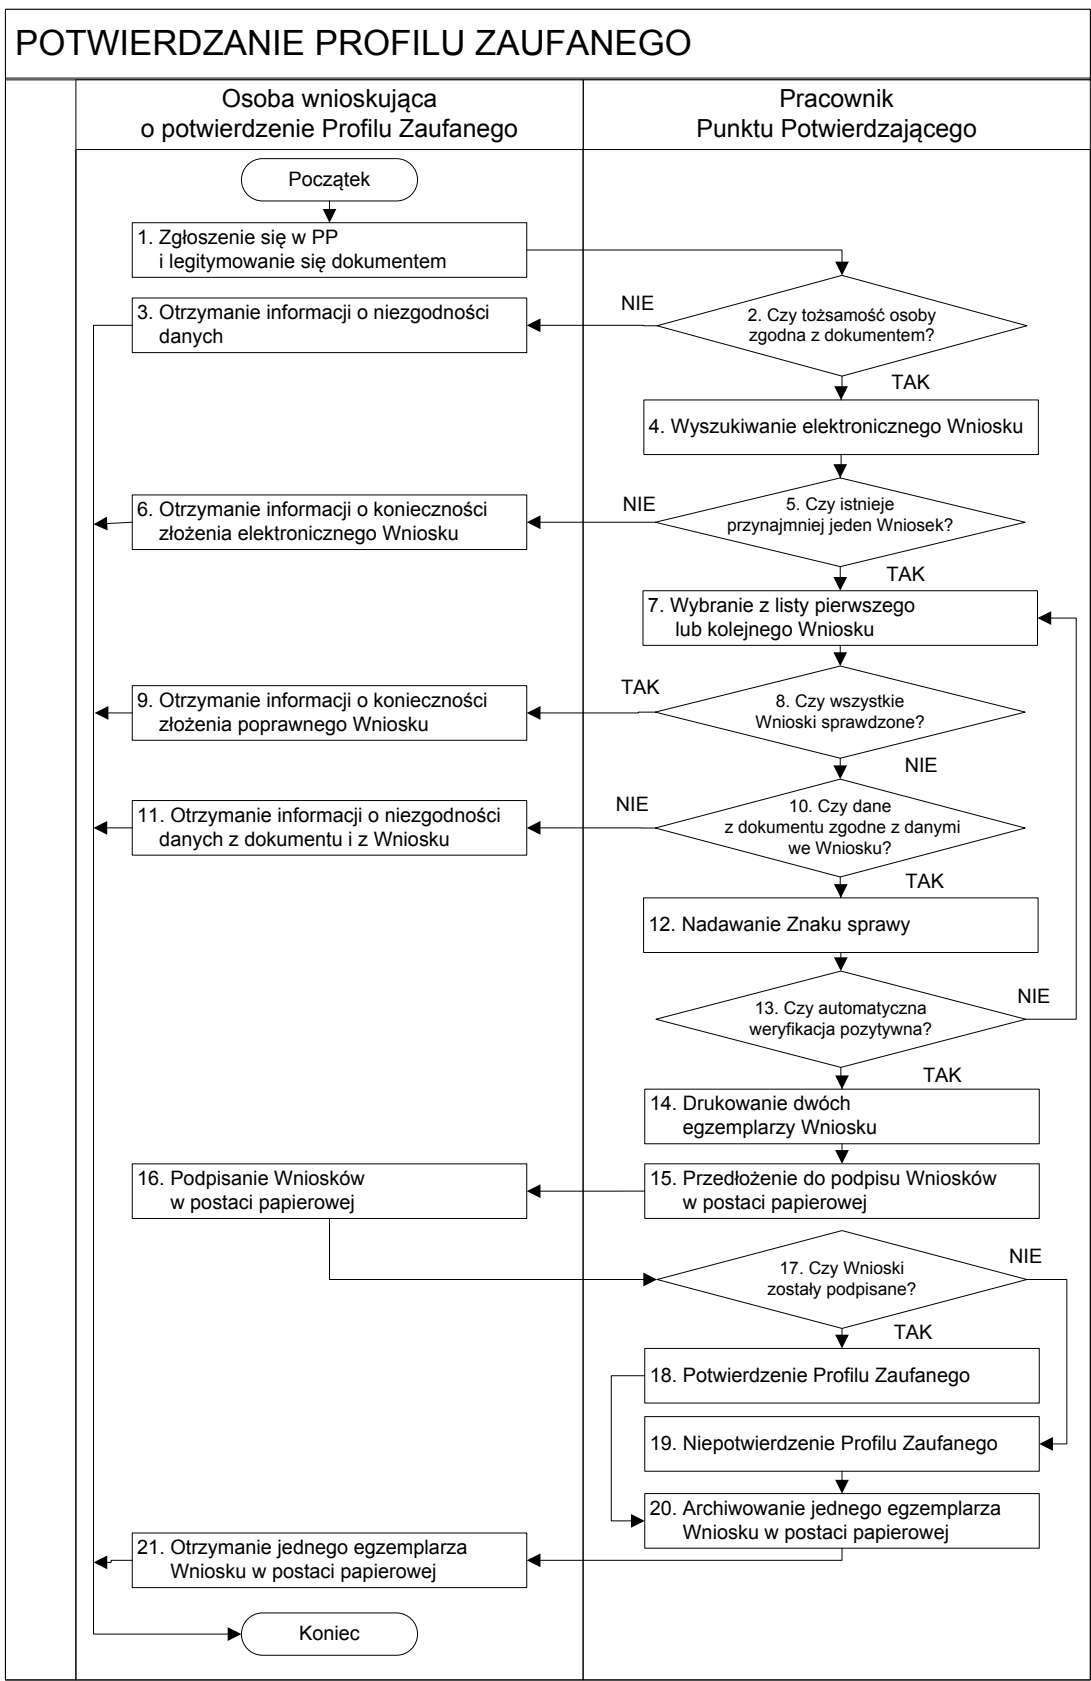 POTWIERDZANIE PROFILU ZAUFANEGO
Osoba wnioskująca
o potwierdzenie Profilu Zaufanego
Pracownik
Punktu Potwierdzającego
Początek
1. Zgłoszenie się w PP
i legitymowanie się dokumentem
2. Czy tożsamość osoby
zgodna z dokumentem?
NIE
3. Otrzymanie informacji o niezgodności
danych
TAK
4. Wyszukiwanie elektronicznego Wniosku
5. Czy istnieje
przynajmniej jeden Wniosek?
NIE
6. Otrzymanie informacji o konieczności
złożenia elektronicznego Wniosku
TAK
7. Wybranie z listy pierwszego
lub kolejnego Wniosku
8. Czy wszystkie
Wnioski sprawdzone?
TAK
9. Otrzymanie informacji o konieczności
złożenia poprawnego Wniosku
NIE
10. Czy dane
z dokumentu zgodne z danymi
we Wniosku?
NIE
11. Otrzymanie informacji o niezgodności
danych z dokumentu i z Wniosku
TAK
12. Nadawanie Znaku sprawy
13. Czy automatyczna
weryfikacja pozytywna?
NIE
TAK
14. Drukowanie dwóch
egzemplarzy Wniosku
15. Przedłożenie do podpisu Wniosków
w postaci papierowej
16. Podpisanie Wniosków
w postaci papierowej
17. Czy Wnioski
zostały podpisane?
NIE
TAK
18. Potwierdzenie Profilu Zaufanego
19. Niepotwierdzenie Profilu Zaufanego
20. Archiwowanie jednego egzemplarza
Wniosku w postaci papierowej
21. Otrzymanie jednego egzemplarza
Wniosku w postaci papierowej
Koniec